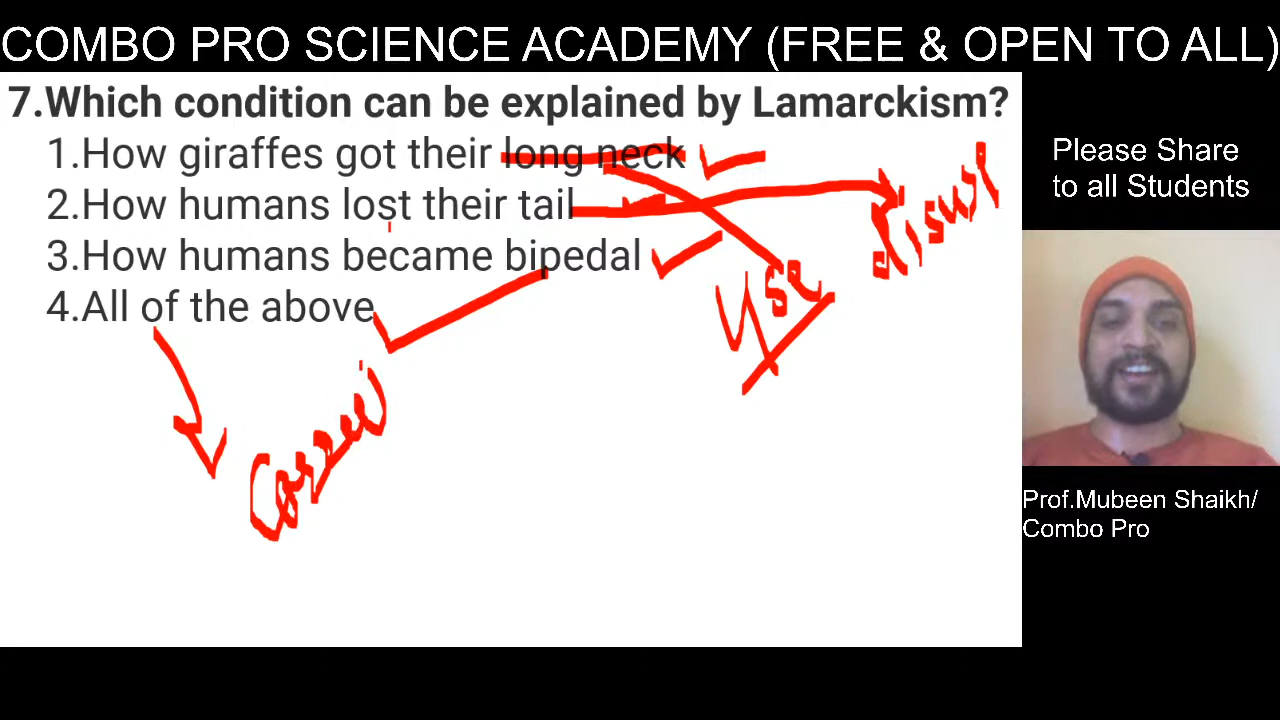 COMBO PRO SCIENCE ACADEMY (FREE & OPEN TO ALL)
7.Which condition can be explained by Lamarckism?
1.How giraffes got their long neck
2.How humans lost their tail
3.How humans became bipedal
4.All of the above
Use
Please Share
to all Students
Prof.Mubeen Shaikh/
Combo Pro